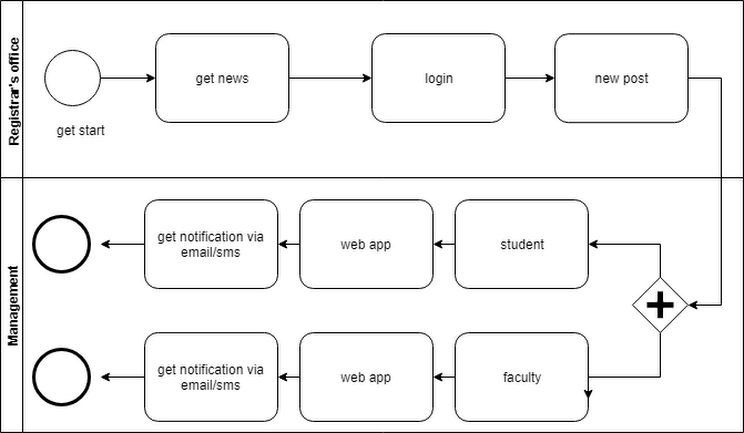 Registrar's office
get start
get news
login
new post
Management
get notification via
email/sms
web app
student
get notification via
email/sms
web app
faculty